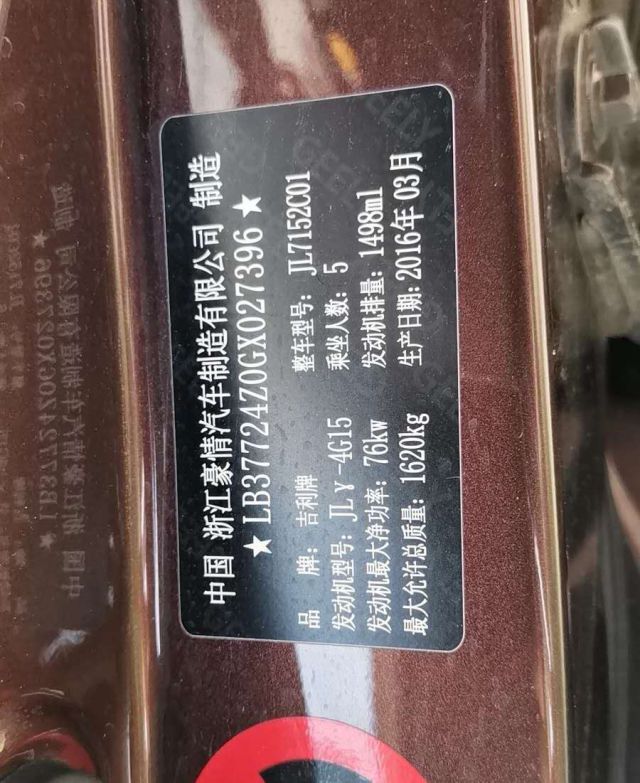 中国 浙江豪情汽车制造有限公司 制造
★LB37724Z0GX027396★
品 牌: 吉利牌 整车型号: JL7152C01
发动机型号: JLγ-4G15 乘坐人数: 5
发动机最大净功率: 76kw 发动机排量: 1498ml
最大允许总质量: 1620kg 生产日期: 2016年 03月